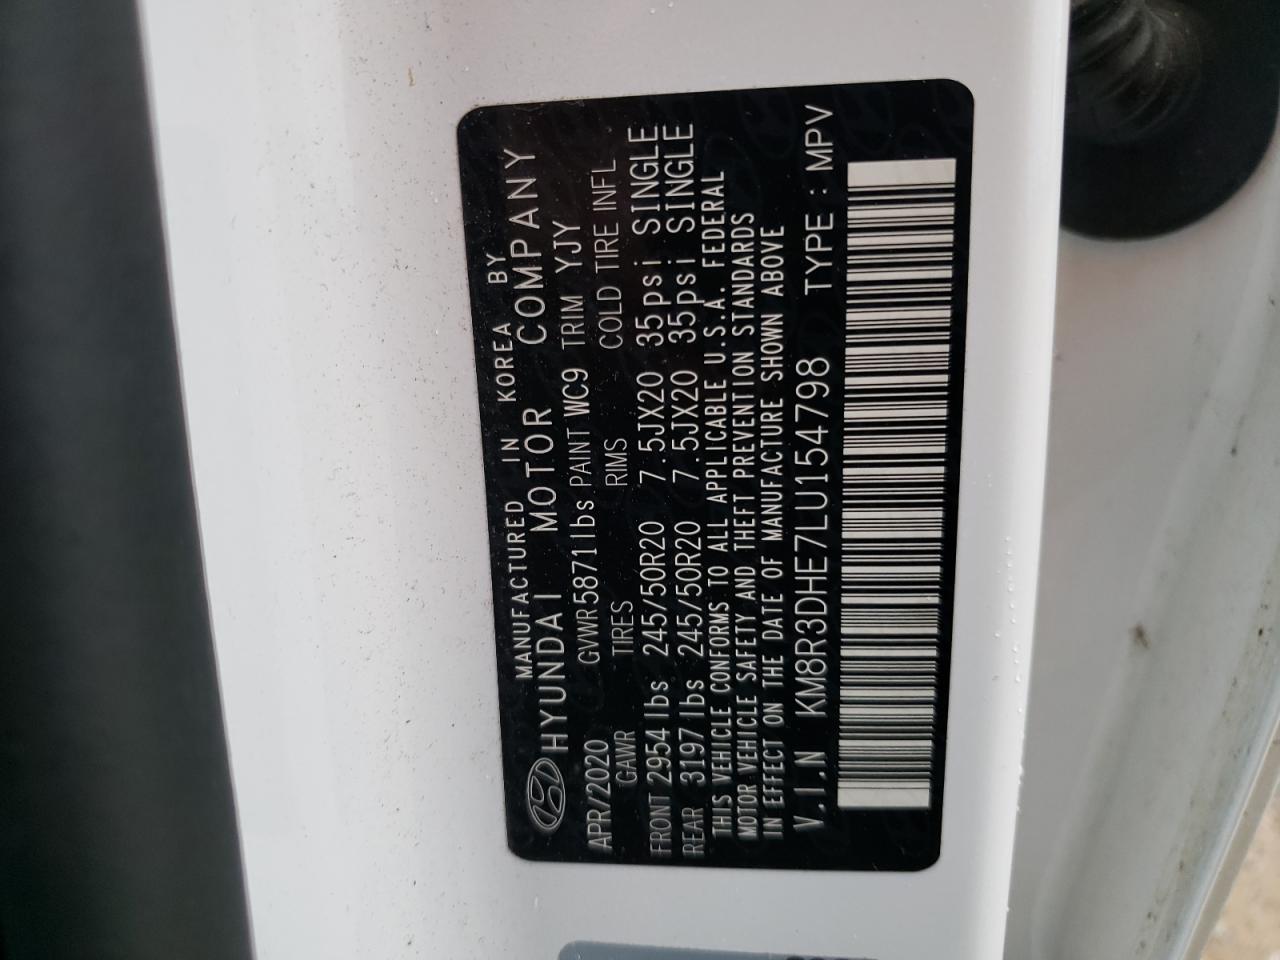 MANUFACTURED IN KOREA BY
HYUNDAI MOTOR COMPANY
APR/2020 GVWR 5871lbs PAINT WC9 TRIM YJY
GAWR TIRES RIMS COLD TIRE INFL
FRONT 2954lbs 245/50R20 7.5JX20 35psi SINGLE
REAR 3197lbs 245/50R20 7.5JX20 35psi SINGLE
THIS VEHICLE CONFORMS TO ALL APPLICABLE U.S.A. FEDERAL
MOTOR VEHICLE SAFETY AND THEFT PREVENTION STANDARDS
IN EFFECT ON THE DATE OF MANUFACTURE SHOWN ABOVE
V.I.N KM8R3DHE7LU154798 TYPE : MPV